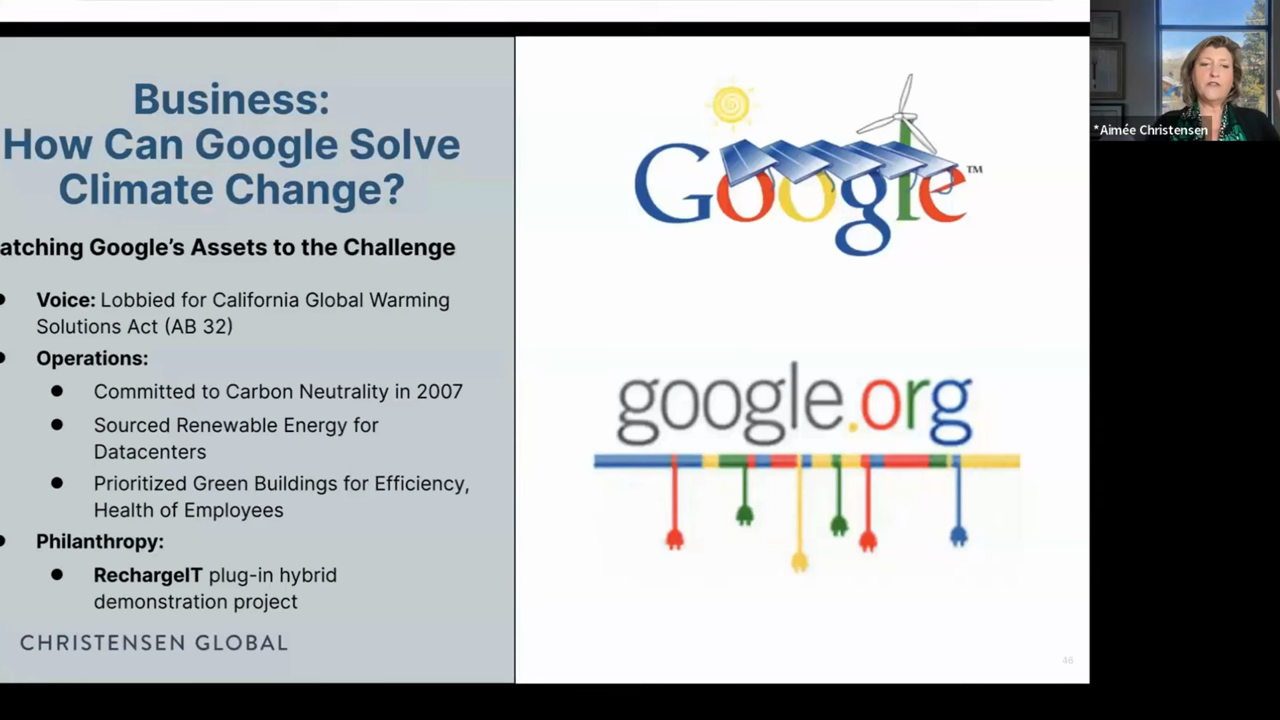 Business:
How Can Google Solve
Climate Change?
atching Google's Assets to the Challenge
Voice: Lobbied for California Global Warming
Solutions Act (AB 32)
Operations:
Committed to Carbon Neutrality in 2007
Sourced Renewable Energy for
Datacenters
Prioritized Green Buildings for Efficiency,
Health of Employees
Philanthropy:
RechargeIT plug-in hybrid
demonstration project
CHRISTENSEN GLOBAL
Google™
google.org
46
*Aimée Christensen